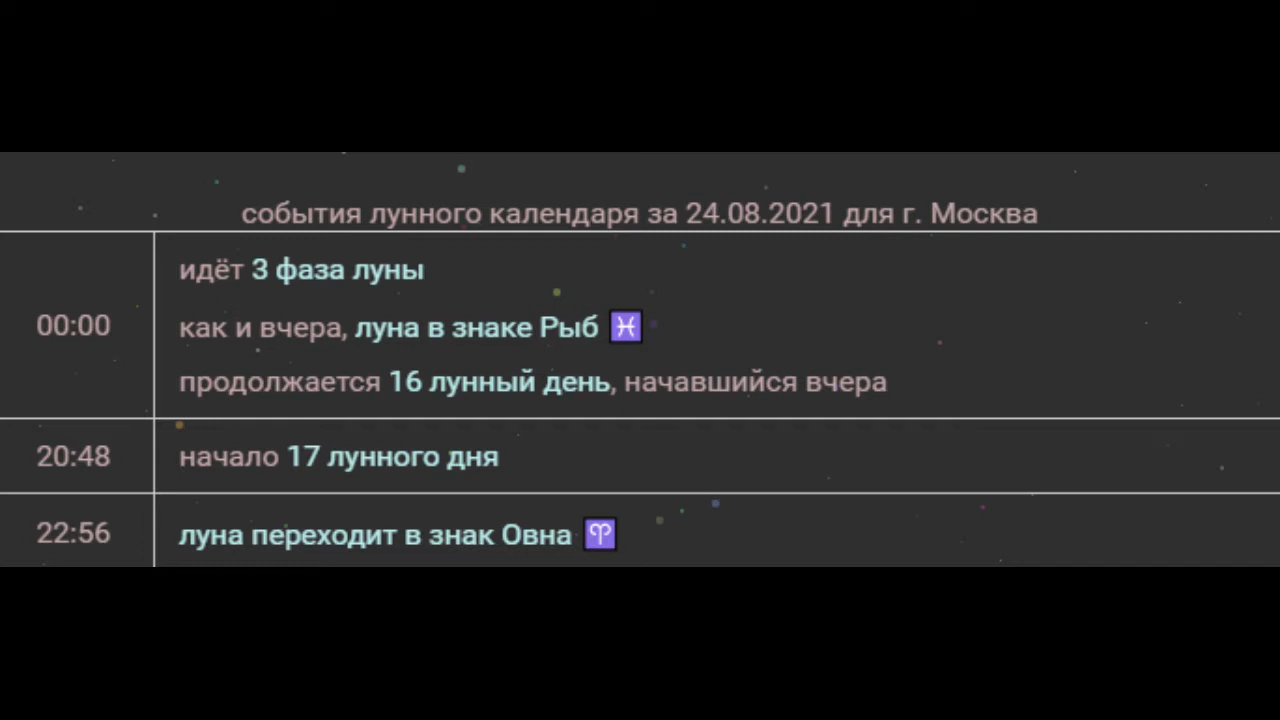 события лунного календаря за 24.08.2021 для г. Москва
00:00
идёт 3 фаза луны
как и вчера, луна в знаке Рыб ♓
продолжается 16 лунный день, начавшийся вчера
20:48
начало 17 лунного дня
22:56
луна переходит в знак Овна ♈